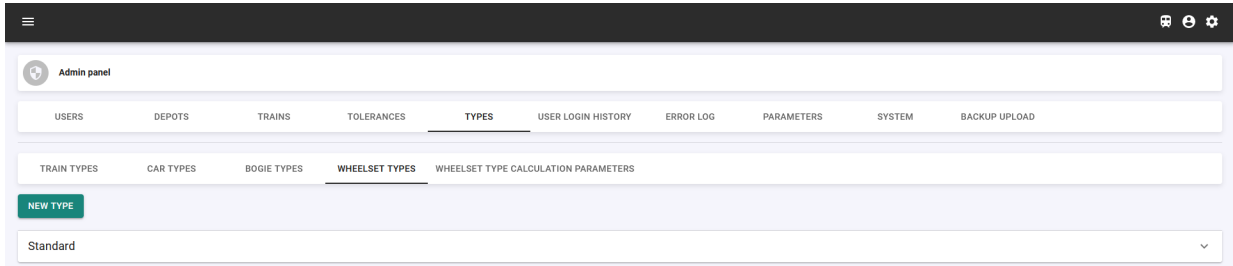 Admin panel
USERS DEPOTS TRAINS TOLERANCES TYPES USER LOGIN HISTORY ERROR LOG PARAMETERS SYSTEM BACKUP UPLOAD
TRAIN TYPES CAR TYPES BOGIE TYPES WHEELSET TYPES WHEELSET TYPE CALCULATION PARAMETERS
NEW TYPE
Standard